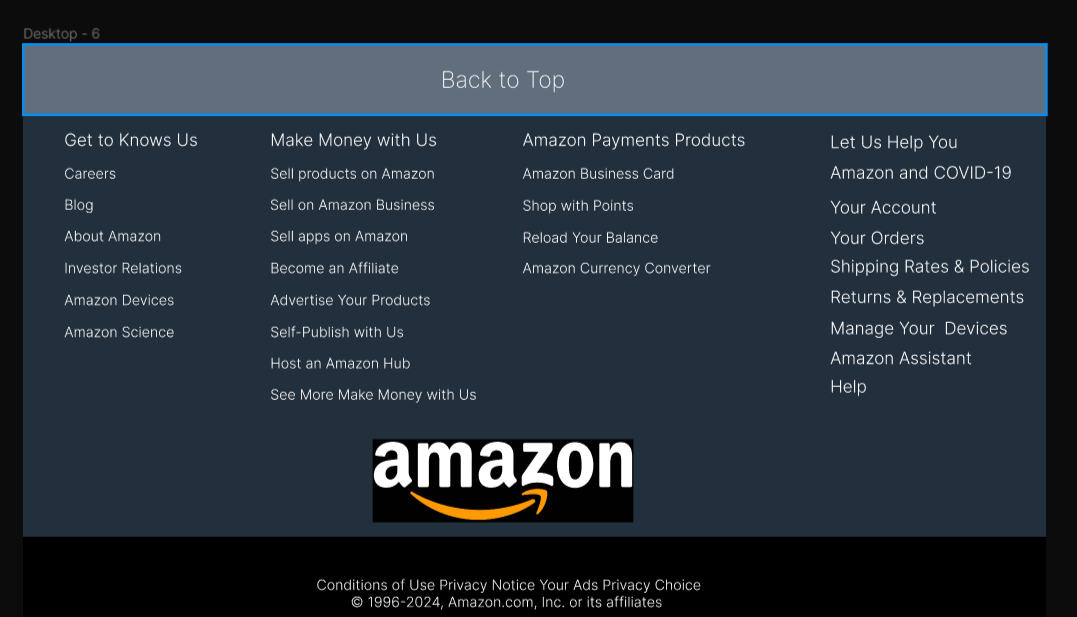 Desktop - 6
Back to Top
Get to Knows Us
Careers
Blog
About Amazon
Investor Relations
Amazon Devices
Amazon Science
Make Money with Us
Sell products on Amazon
Sell on Amazon Business
Sell apps on Amazon
Become an Affiliate
Advertise Your Products
Self-Publish with Us
Host an Amazon Hub
See More Make Money with Us
Amazon Payments Products
Amazon Business Card
Shop with Points
Reload Your Balance
Amazon Currency Converter
Let Us Help You
Amazon and COVID-19
Your Account
Your Orders
Shipping Rates & Policies
Returns & Replacements
Manage Your  Devices
Amazon Assistant
Help
amazon
Conditions of Use Privacy Notice Your Ads Privacy Choice
© 1996-2024, Amazon.com, Inc. or its affiliates